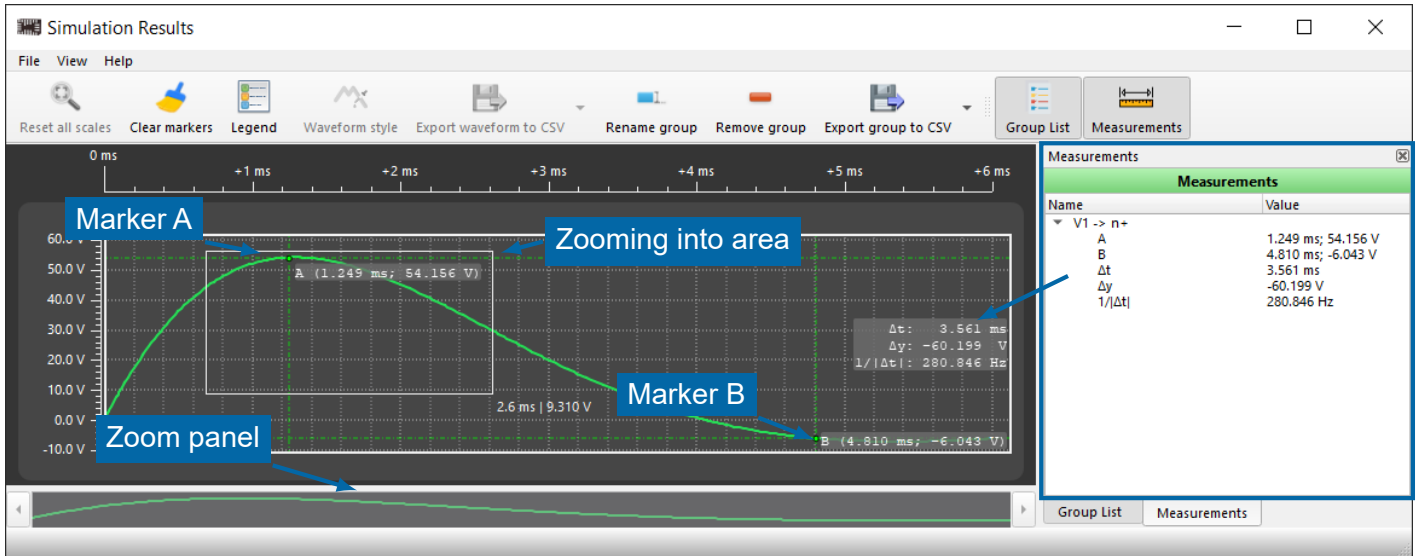 Simulation Results
File View Help
Reset all scales Clear markers Legend Waveform style Export waveform to CSV Rename group Remove group Export group to CSV Group List Measurements
0 ms
+1 ms +2 ms +3 ms +4 ms +5 ms +6 ms
Measurements
Measurements
Name Value
V1 -> n+
A 1.249 ms; 54.156 V
B 4.810 ms; -6.043 V
Δt 3.561 ms
Δy -60.199 V
1/|Δt| 280.846 Hz
Marker A
Zooming into area
60.0 V
50.0 V
40.0 V
30.0 V
20.0 V
10.0 V
0.0 V
-10.0 V
A (1.249 ms; 54.156 V)
Δt: 3.561 ms
Δy: -60.199 V
1/|Δt|: 280.846 Hz
Marker B
2.6 ms | 9.310 V
Zoom panel
B (4.810 ms; -6.043 V)
Group List Measurements